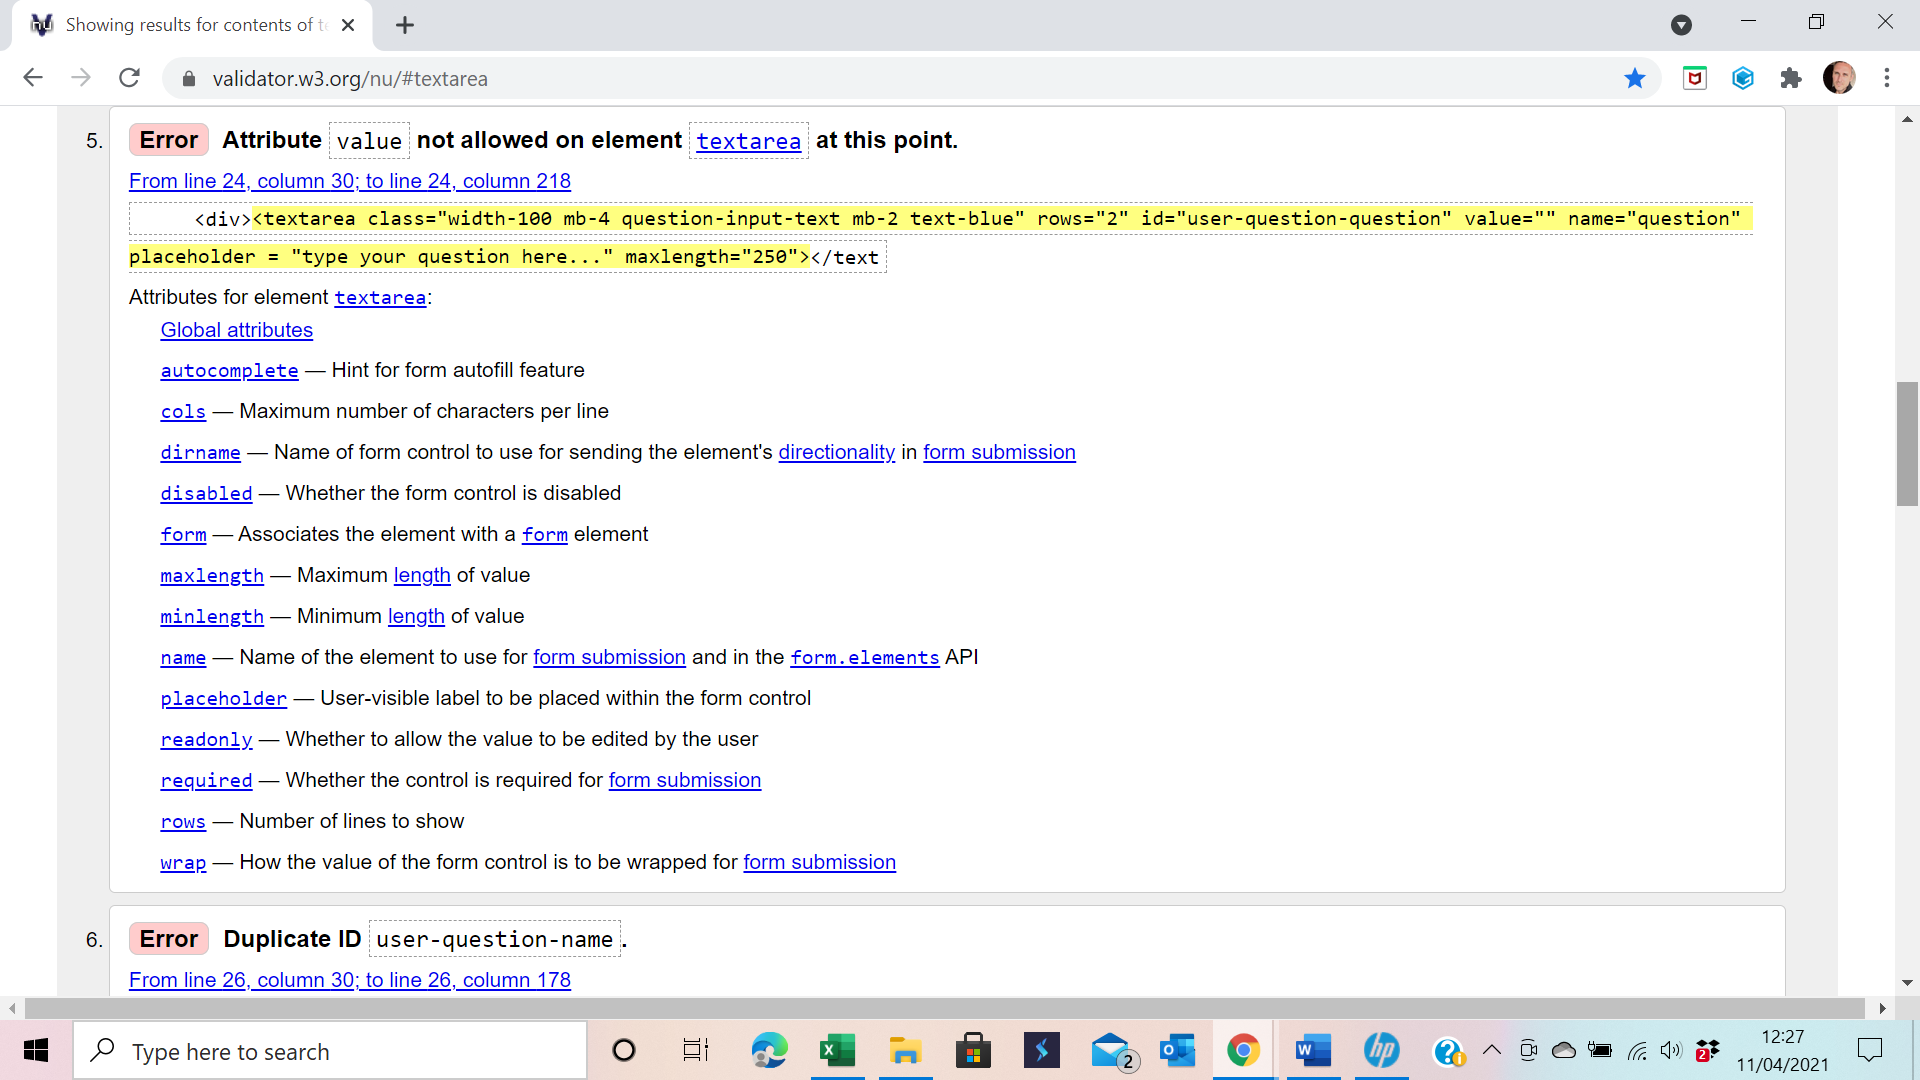 Showing results for contents of te
validator.w3.org/nu/#textarea
5. Error Attribute value not allowed on element textarea at this point.
From line 24, column 30; to line 24, column 218
<div><textarea class="width-100 mb-4 question-input-text mb-2 text-blue" rows="2" id="user-question-question" value="" name="question"
placeholder = "type your question here..." maxlength="250"></text
Attributes for element textarea:
Global attributes
autocomplete — Hint for form autofill feature
cols — Maximum number of characters per line
dirname — Name of form control to use for sending the element's directionality in form submission
disabled — Whether the form control is disabled
form — Associates the element with a form element
maxlength — Maximum length of value
minlength — Minimum length of value
name — Name of the element to use for form submission and in the form.elements API
placeholder — User-visible label to be placed within the form control
readonly — Whether to allow the value to be edited by the user
required — Whether the control is required for form submission
rows — Number of lines to show
wrap — How the value of the form control is to be wrapped for form submission
6. Error Duplicate ID user-question-name.
From line 26, column 30; to line 26, column 178
Type here to search
2
2
12:27
11/04/2021